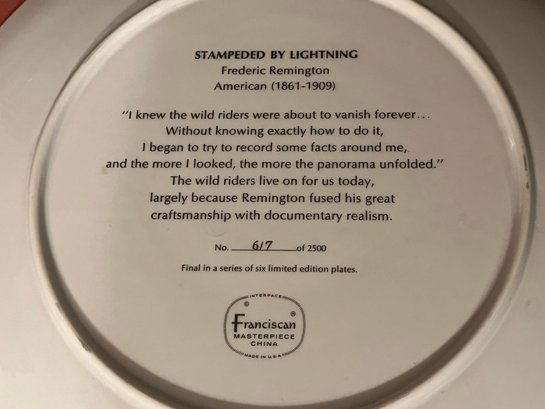 STAMPEDED BY LIGHTNING
Frederic Remington
American (1861-1909)
"I knew the wild riders were about to vanish forever...
Without knowing exactly how to do it,
I began to try to record some facts around me,
and the more I looked, the more the panorama unfolded."
The wild riders live on for us today,
largely because Remington fused his great
craftsmanship with documentary realism.
No. 617 of 2500
Final in a series of six limited edition plates.
INTERPACE
©
Franciscan ®
MASTERPIECE
CHINA
MADE IN U.S.A.